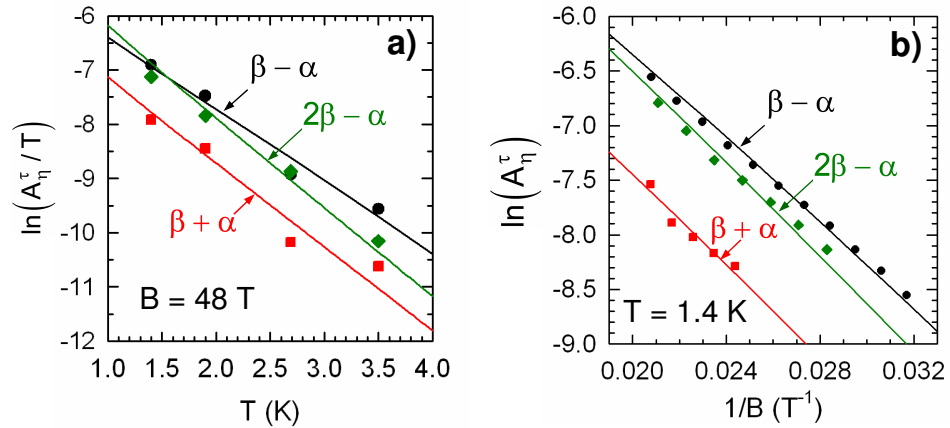 a)
ln(A_η^τ / T)
-6
-7
-8
-9
-10
-11
-12
1.0 1.5 2.0 2.5 3.0 3.5 4.0
T (K)
β − α
2β − α
β + α
B = 48 T
b)
ln(A_η^τ)
-6.0
-6.5
-7.0
-7.5
-8.0
-8.5
-9.0
0.020 0.024 0.028 0.032
1/B (T⁻¹)
β − α
2β − α
β + α
T = 1.4 K